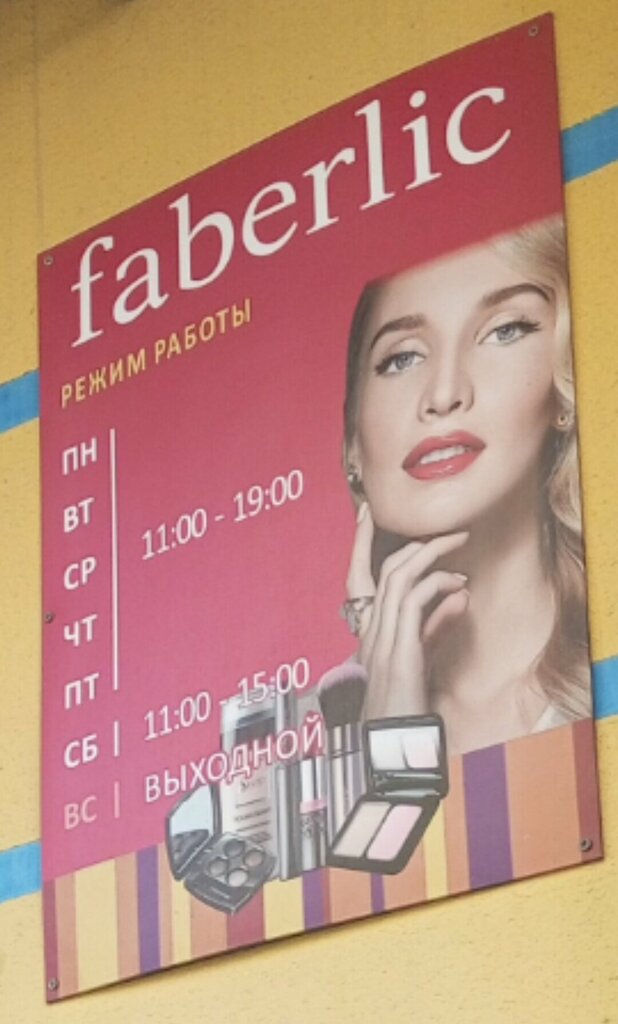 faberlic
РЕЖИМ РАБОТЫ
ПН
ВТ
11:00 - 19:00
СР
ЧТ
ПТ
СБ 11:00 - 15:00
ВС ВЫХОДНОЙ